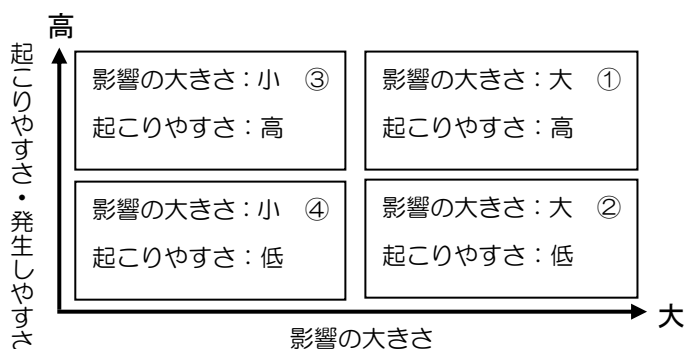 高
起こりやすさ・発生しやすさ
影響の大きさ：小　③
起こりやすさ：高
影響の大きさ：大　①
起こりやすさ：高
影響の大きさ：小　④
起こりやすさ：低
影響の大きさ：大　②
起こりやすさ：低
大
影響の大きさ